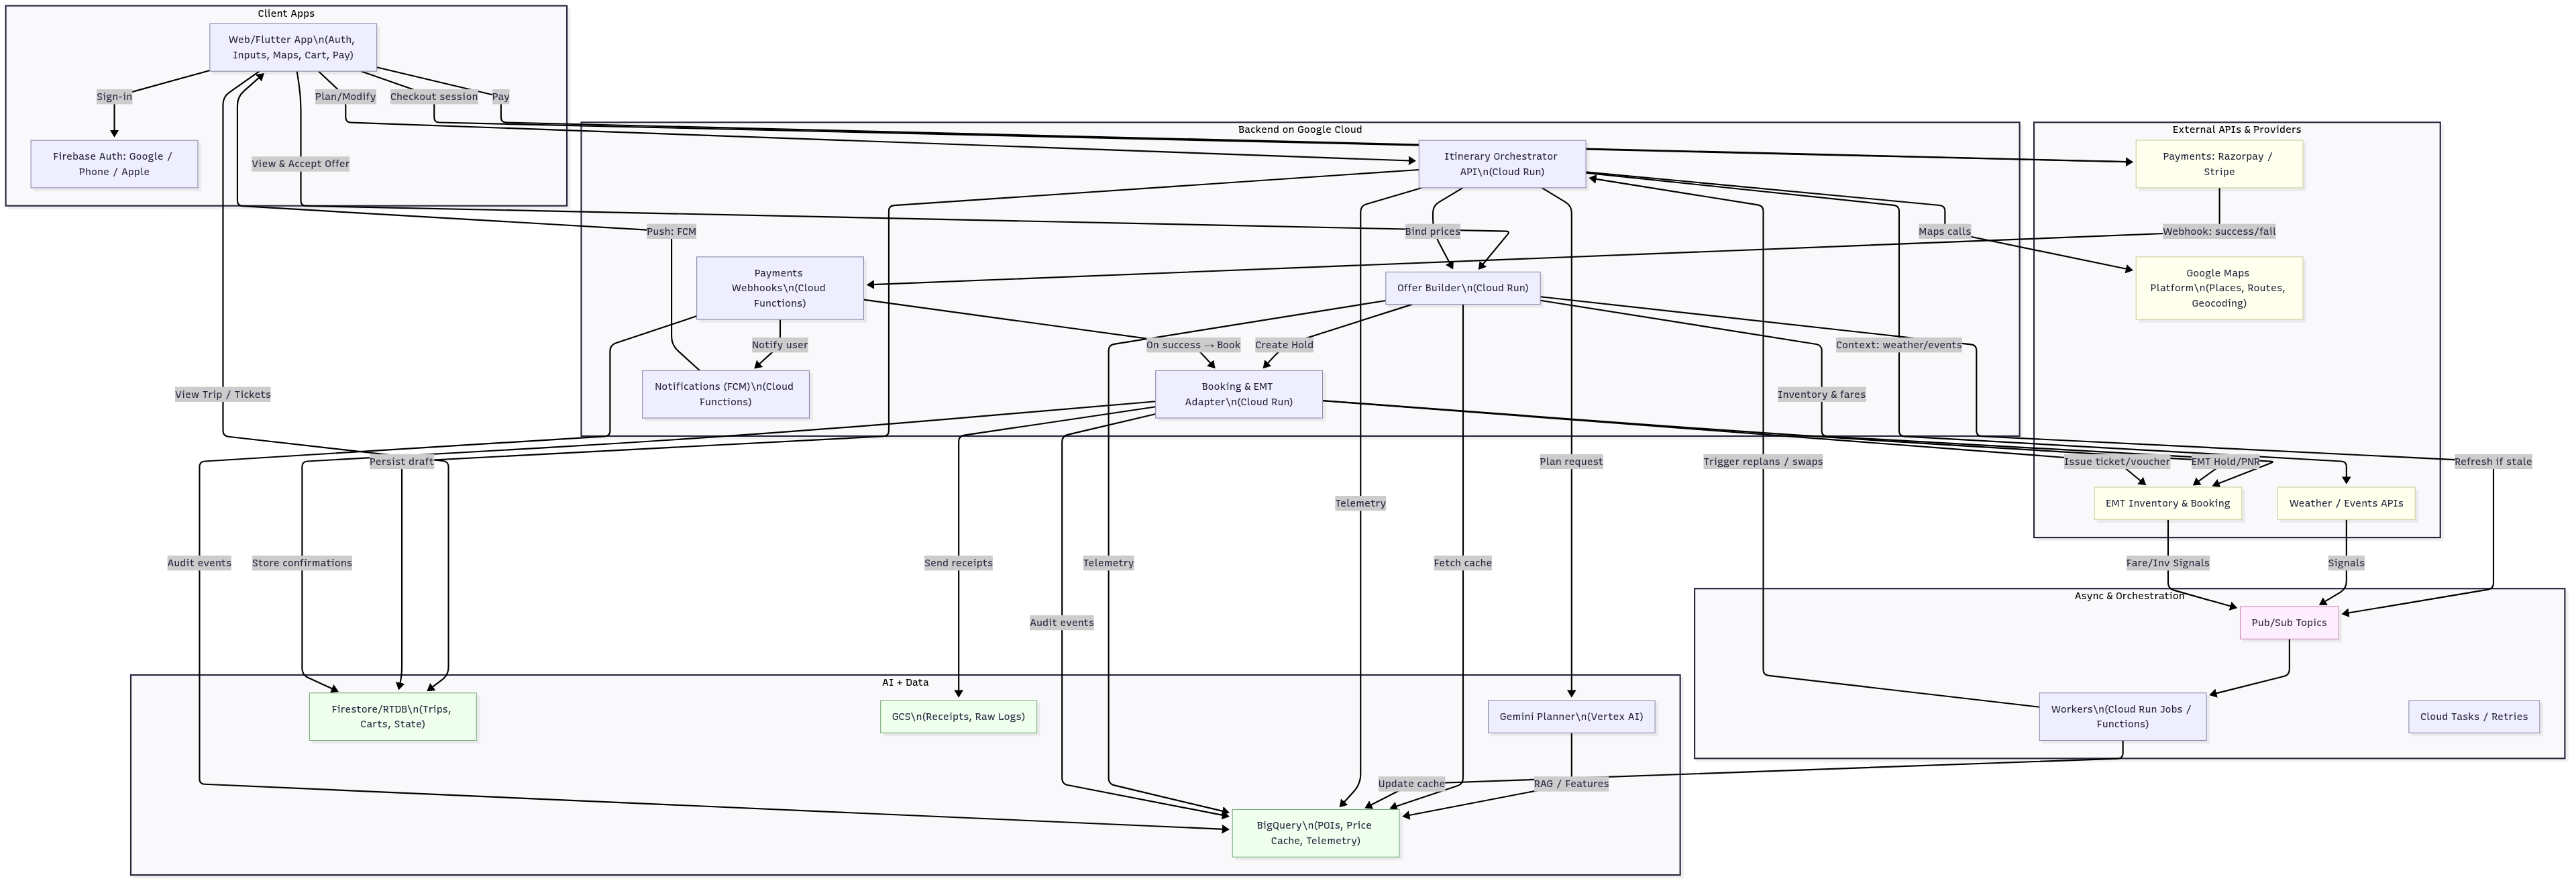 Client Apps
Web/Flutter App\n(Auth,
Inputs, Maps, Cart, Pay)
Sign-in
Plan/Modify
Checkout session
Pay
Firebase Auth: Google /
Phone / Apple
View & Accept Offer
Backend on Google Cloud
Itinerary Orchestrator
API\n(Cloud Run)
External APIs & Providers
Payments: Razorpay /
Stripe
Push: FCM
Bind prices
Maps calls
Webhook: success/fail
Payments
Webhooks\n(Cloud
Functions)
Offer Builder\n(Cloud Run)
Google Maps
Platform\n(Places, Routes,
Geocoding)
Notify user
On success → Book
Create Hold
Context: weather/events
View Trip / Tickets
Notifications (FCM)\n(Cloud
Functions)
Booking & EMT
Adapter\n(Cloud Run)
Inventory & fares
Persist draft
Plan request
Trigger replans / swaps
Issue ticket/voucher
EMT Hold/PNR
Refresh if stale
Telemetry
EMT Inventory & Booking
Weather / Events APIs
Audit events
Store confirmations
Send receipts
Telemetry
Fetch cache
Fare/Inv Signals
Signals
Async & Orchestration
Audit events
Pub/Sub Topics
AI + Data
Firestore/RTDB\n(Trips,
Carts, State)
GCS\n(Receipts, Raw Logs)
Gemini Planner\n(Vertex AI)
Workers\n(Cloud Run Jobs /
Functions)
Cloud Tasks / Retries
Update cache
RAG / Features
BigQuery\n(POIs, Price
Cache, Telemetry)